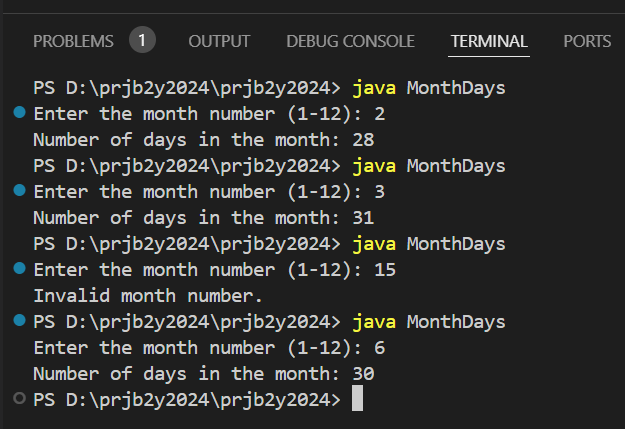 PROBLEMS 1 OUTPUT DEBUG CONSOLE TERMINAL PORTS
PS D:\prjb2y2024\prjb2y2024> java MonthDays
Enter the month number (1-12): 2
Number of days in the month: 28
PS D:\prjb2y2024\prjb2y2024> java MonthDays
Enter the month number (1-12): 3
Number of days in the month: 31
PS D:\prjb2y2024\prjb2y2024> java MonthDays
Enter the month number (1-12): 15
Invalid month number.
PS D:\prjb2y2024\prjb2y2024> java MonthDays
Enter the month number (1-12): 6
Number of days in the month: 30
PS D:\prjb2y2024\prjb2y2024>